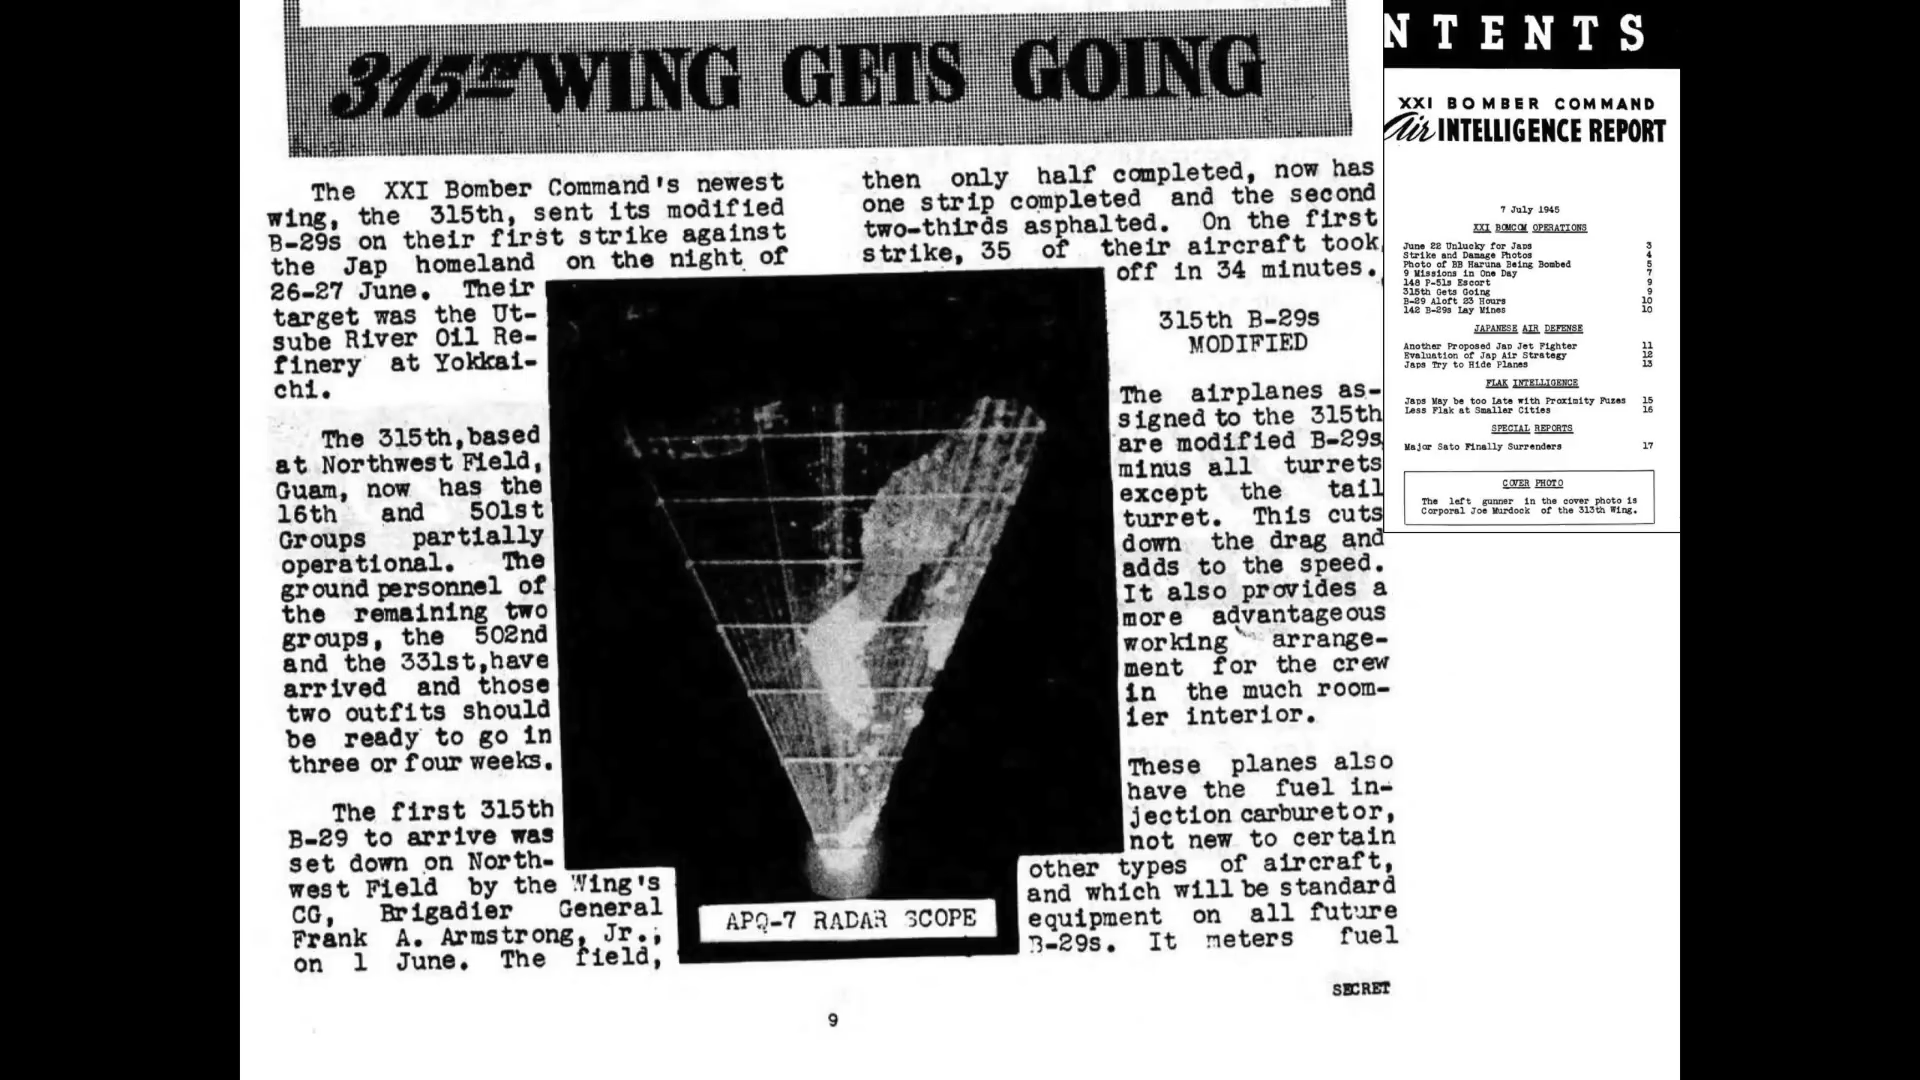 315TH WING GETS GOING
The XXI Bomber Command's newest
wing, the 315th, sent its modified
B-29s on their first strike against
the Jap homeland on the night of
26-27 June. Their
target was the Ut-
sube River Oil Re-
finery at Yokkai-
chi.
The 315th, based
at Northwest Field,
Guam, now has the
16th and 501st
Groups partially
operational. The
ground personnel of
the remaining two
groups, the 502nd
and the 331st, have
arrived and those
two outfits should
be ready to go in
three or four weeks.
The first 315th
B-29 to arrive was
set down on North-
west Field by the Wing's
CG, Brigadier General
Frank A. Armstrong, Jr.,
on 1 June. The field,
APQ-7 RADAR SCOPE
then only half completed, now has
one strip completed and the second
two-thirds asphalted. On the first
strike, 35 of their aircraft took
off in 34 minutes.
315th B-29s
MODIFIED
The airplanes as-
signed to the 315th
are modified B-29s
minus all turrets
except the tail
turret. This cuts
down the drag and
adds to the speed.
It also provides a
more advantageous
working arrange-
ment for the crew
in the much room-
ier interior.
These planes also
have the fuel in-
jection carburetor,
not new to certain
other types of aircraft,
and which will be standard
equipment on all future
B-29s. It meters fuel
SECRET
9
NTENTS
XXI BOMBER COMMAND
Air INTELLIGENCE REPORT
7 July 1945
XXI BOMCOM OPERATIONS
June 22 Unlucky for Japs 3
Strike and Damage Photos 4
Photo of BB Haruna Being Bombed 5
9 Missions in One Day 7
148 P-51s Escort 9
315th Gets Going 9
B-29 Aloft 23 Hours 10
142 B-29s Lay Mines 10
JAPANESE AIR DEFENSE
Another Proposed Jap Jet Fighter 11
Evaluation of Jap Air Strategy 12
Japs Try to Hide Planes 13
FLAK INTELLIGENCE
Japs May be too Late with Proximity Fuzes 15
Less Flak at Smaller Cities 16
SPECIAL REPORTS
Major Sato Finally Surrenders 17
COVER PHOTO
The left gunner in the cover photo is
Corporal Joe Murdock of the 313th Wing.